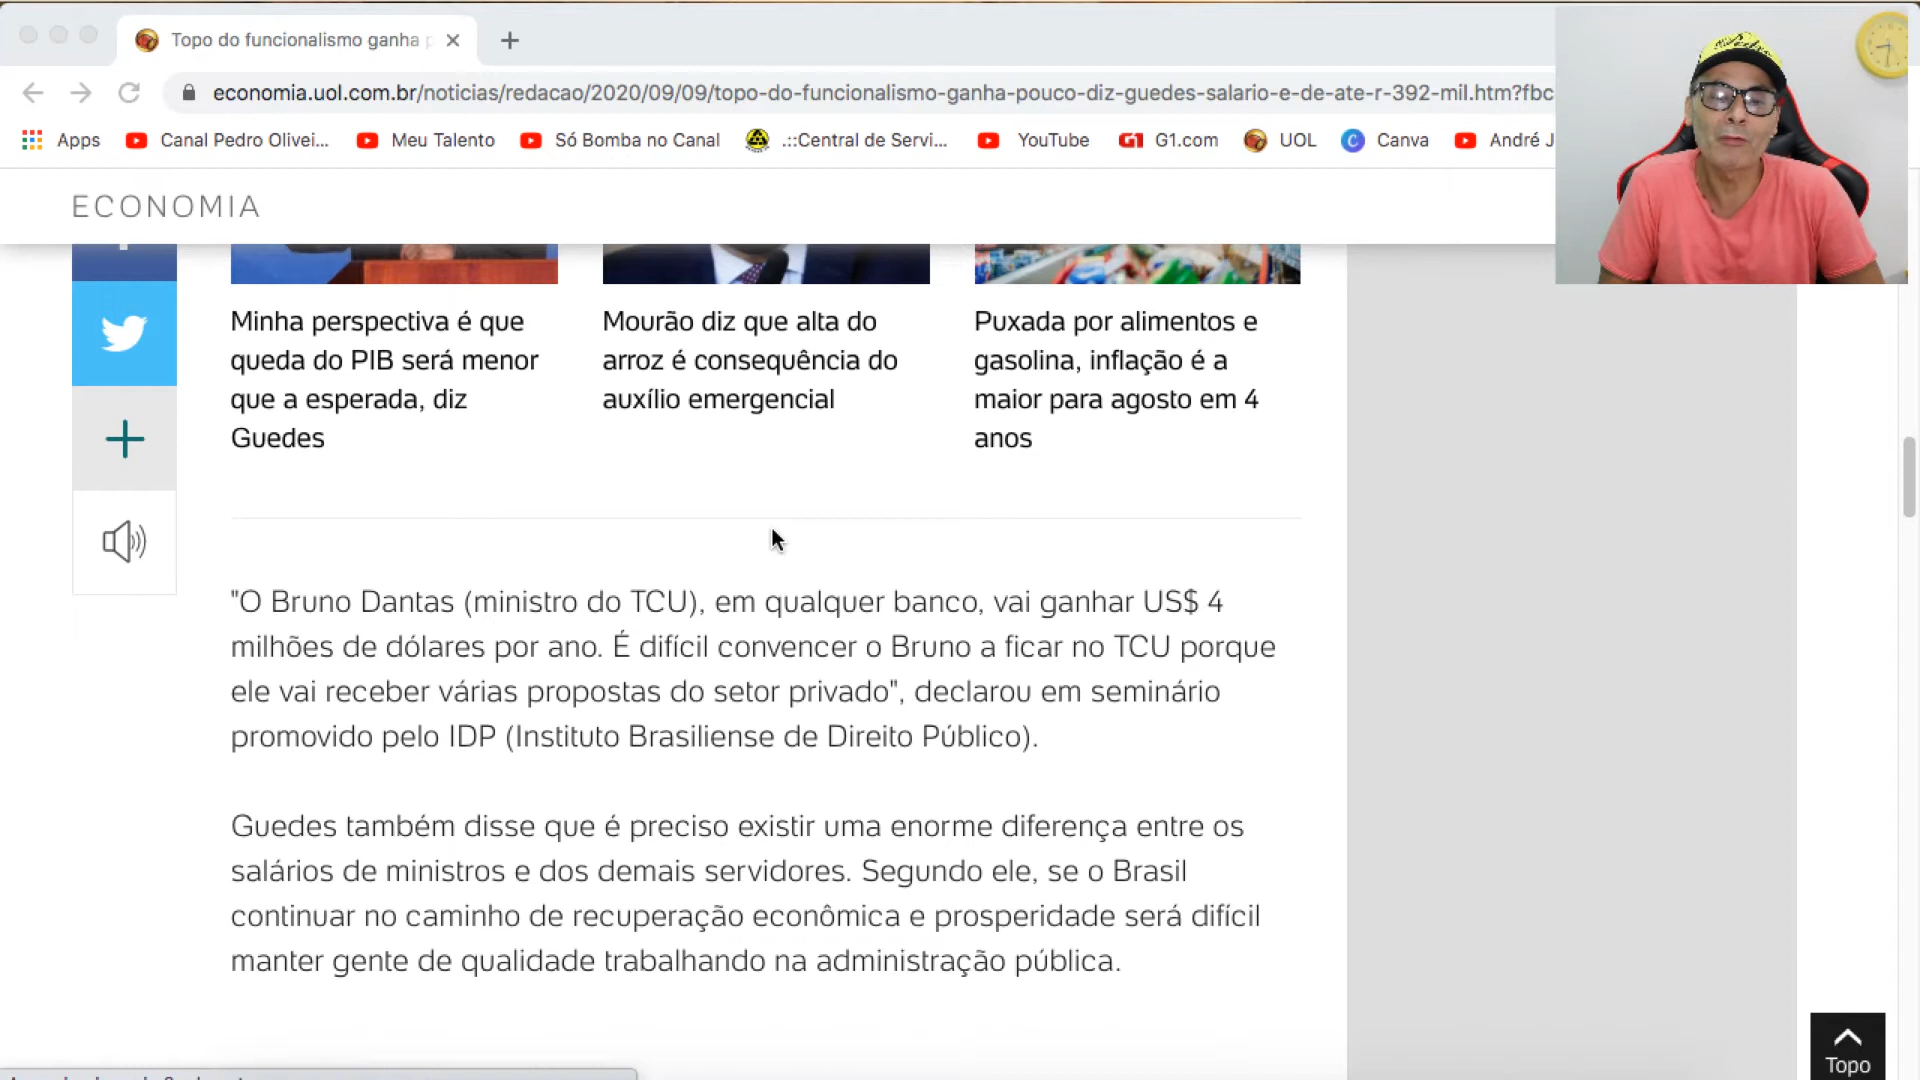 Topo do funcionalismo ganha p
economia.uol.com.br/noticias/redacao/2020/09/09/topo-do-funcionalismo-ganha-pouco-diz-guedes-salario-e-de-ate-r-392-mil.htm?fbc
Apps Canal Pedro Olivei... Meu Talento Só Bomba no Canal .::Central de Servi... YouTube G1 G1.com UOL C Canva André J
Pedro
ECONOMIA
Minha perspectiva é que
queda do PIB será menor
que a esperada, diz
Guedes
Mourão diz que alta do
arroz é consequência do
auxílio emergencial
Puxada por alimentos e
gasolina, inflação é a
maior para agosto em 4
anos
"O Bruno Dantas (ministro do TCU), em qualquer banco, vai ganhar US$ 4
milhões de dólares por ano. É difícil convencer o Bruno a ficar no TCU porque
ele vai receber várias propostas do setor privado", declarou em seminário
promovido pelo IDP (Instituto Brasiliense de Direito Público).
Guedes também disse que é preciso existir uma enorme diferença entre os
salários de ministros e dos demais servidores. Segundo ele, se o Brasil
continuar no caminho de recuperação econômica e prosperidade será difícil
manter gente de qualidade trabalhando na administração pública.
Topo